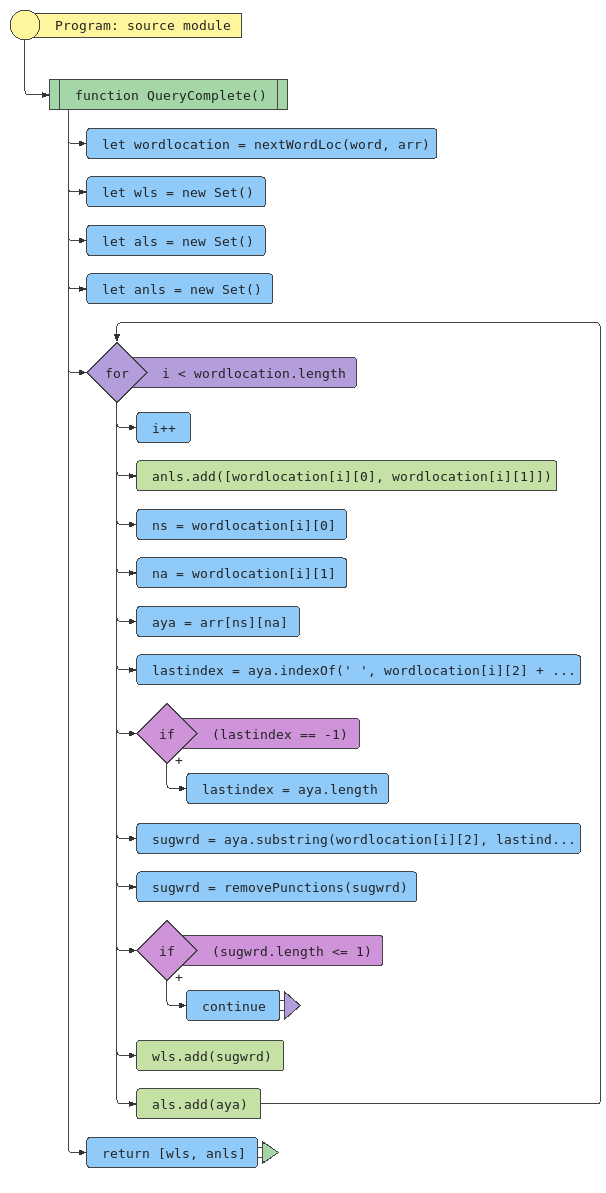 Program: source module
function QueryComplete()
let wordlocation = nextWordLoc(word, arr)
let wls = new Set()
let als = new Set()
let anls = new Set()
for i < wordlocation.length
i++
anls.add([wordlocation[i][0], wordlocation[i][1]])
ns = wordlocation[i][0]
na = wordlocation[i][1]
aya = arr[ns][na]
lastindex = aya.indexOf(' ', wordlocation[i][2] + ...
if (lastindex == -1)
+
lastindex = aya.length
sugwrd = aya.substring(wordlocation[i][2], lastind...
sugwrd = removePunctions(sugwrd)
if (sugwrd.length <= 1)
+
continue
wls.add(sugwrd)
als.add(aya)
return [wls, anls]